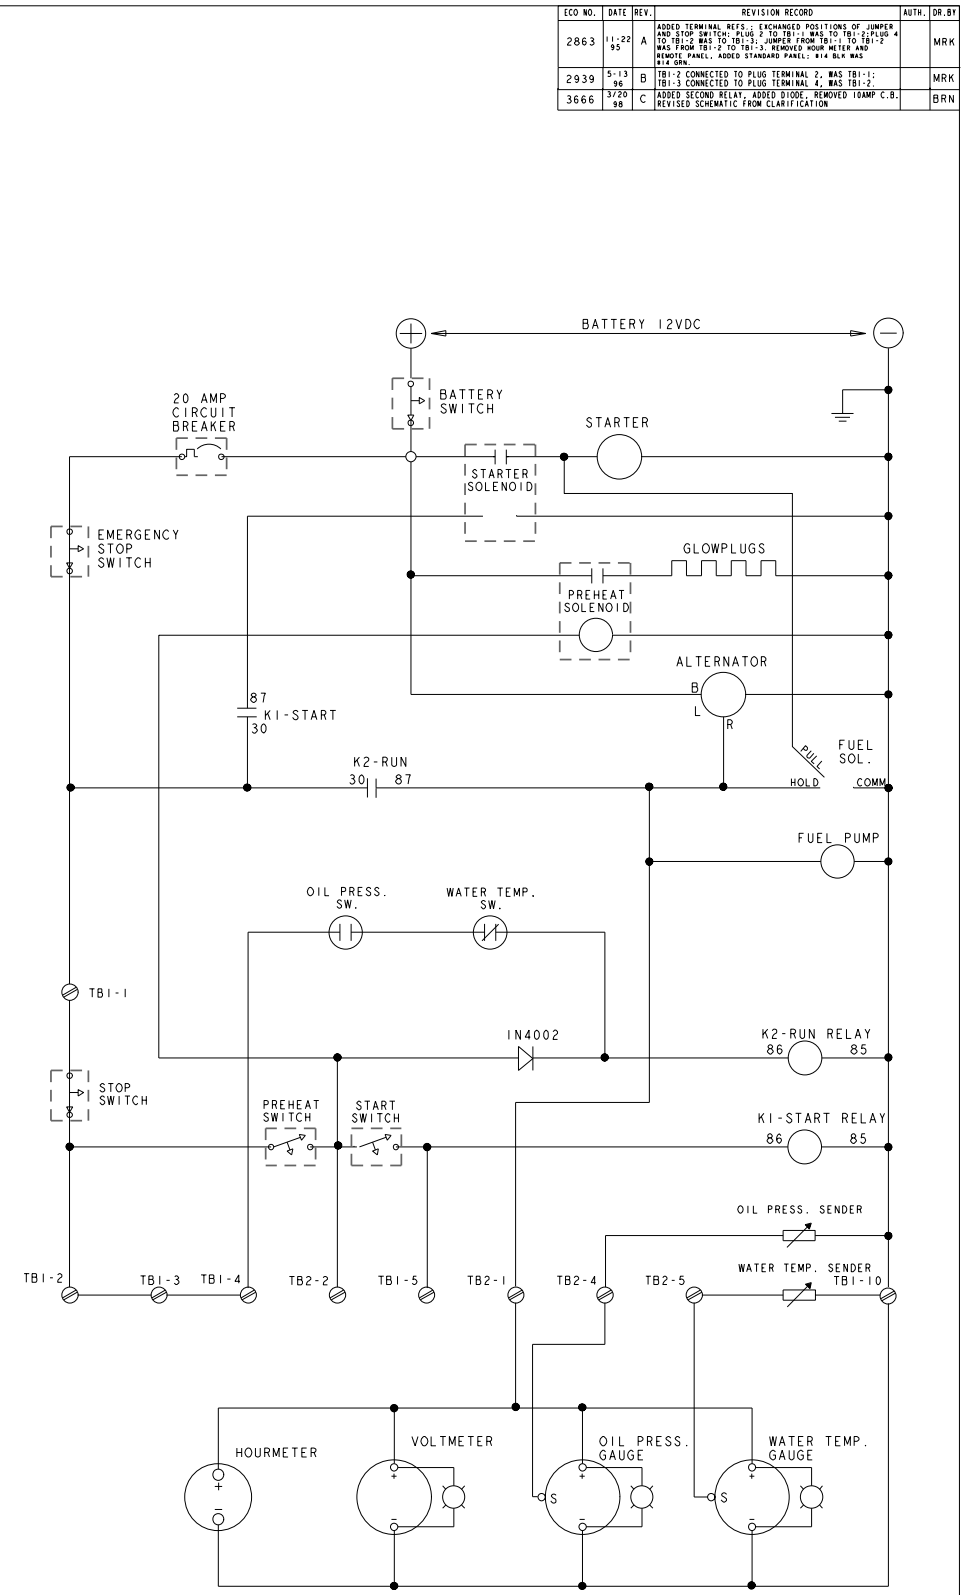 ECO NO. DATE REV. REVISION RECORD AUTH. DR.BY
2863 11-22 95 A ADDED TERMINAL REFS.; EXCHANGED POSITIONS OF JUMPER
AND STOP SWITCH; PLUG 2 TO TB1-1 WAS TO TB1-2;PLUG 4
TO TB1-2 WAS TO TB1-3; JUMPER FROM TB1-1 TO TB1-2
WAS FROM TB1-2 TO TB1-3. REMOVED HOUR METER AND
REMOTE PANEL, ADDED STANDARD PANEL; #14 BLK WAS
#14 GRN. MRK
2939 5-13 96 B TB1-2 CONNECTED TO PLUG TERMINAL 2, WAS TB1-1;
TB1-3 CONNECTED TO PLUG TERMINAL 4, WAS TB1-2. MRK
3666 3/20 98 C ADDED SECOND RELAY, ADDED DIODE, REMOVED 10AMP C.B.
REVISED SCHEMATIC FROM CLARIFICATION BRN
BATTERY 12VDC
BATTERY
SWITCH
20 AMP
CIRCUIT
BREAKER
STARTER
STARTER
SOLENOID
EMERGENCY
STOP
SWITCH
GLOWPLUGS
PREHEAT
SOLENOID
ALTERNATOR
B
L
R
87
K1-START
30
PULL
FUEL
SOL.
K2-RUN
30 87
HOLD COMM
FUEL PUMP
OIL PRESS.
SW.
WATER TEMP.
SW.
TB1-1
1N4002
K2-RUN RELAY
86 85
STOP
SWITCH
PREHEAT
SWITCH
START
SWITCH
K1-START RELAY
86 85
OIL PRESS. SENDER
WATER TEMP. SENDER
TB1-2 TB1-3 TB1-4 TB2-2 TB1-5 TB2-1 TB2-4 TB2-5 TB1-10
HOURMETER
+
−
VOLTMETER
+
−
OIL PRESS.
GAUGE
+
S
−
WATER TEMP.
GAUGE
+
S
−